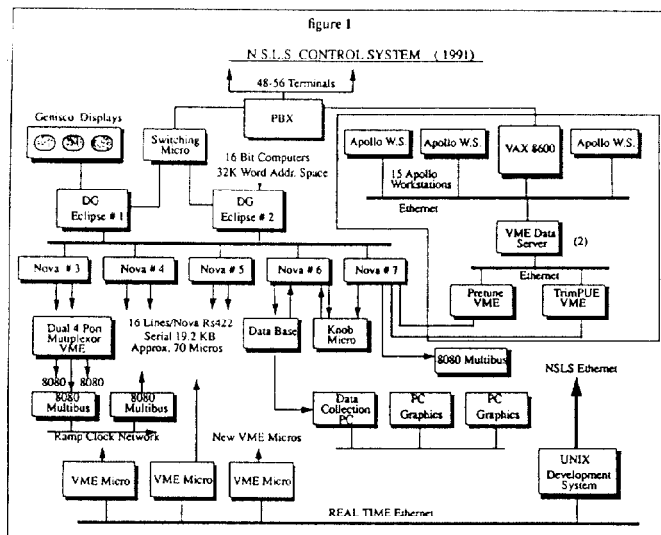 figure 1
N.S.L.S. CONTROL SYSTEM (1991)
48-56 Terminals
PBX
Genisco Displays
Switching
Micro
16 Bit Computers
32K Word Addr. Space
DG
Eclipse # 1
DG
Eclipse # 2
Apollo W.S.
Apollo W.S.
VAX 8600
Apollo W.S.
15 Apollo
Workstations
Ethernet
VME Data
Server
(2)
Ethernet
Pretune
VME
TrimPUE
VME
Nova # 3
Nova # 4
Nova # 5
Nova # 6
Nova # 7
Dual 4 Port
Mutplexor
VME
16 Lines/Nova Rs422
Serial 19.2 KB
Approx. 70 Micros
Data Base
Knob
Micro
8080 Multibus
8080
8080
8080
Multibus
8080
Multibus
Ramp Clock Network
Data
Collection
PC
PC
Graphics
PC
Graphics
NSLS Ethernet
New VME Micros
VME Micro
VME Micro
VME Micro
UNIX
Development
System
REAL TIME Ethernet